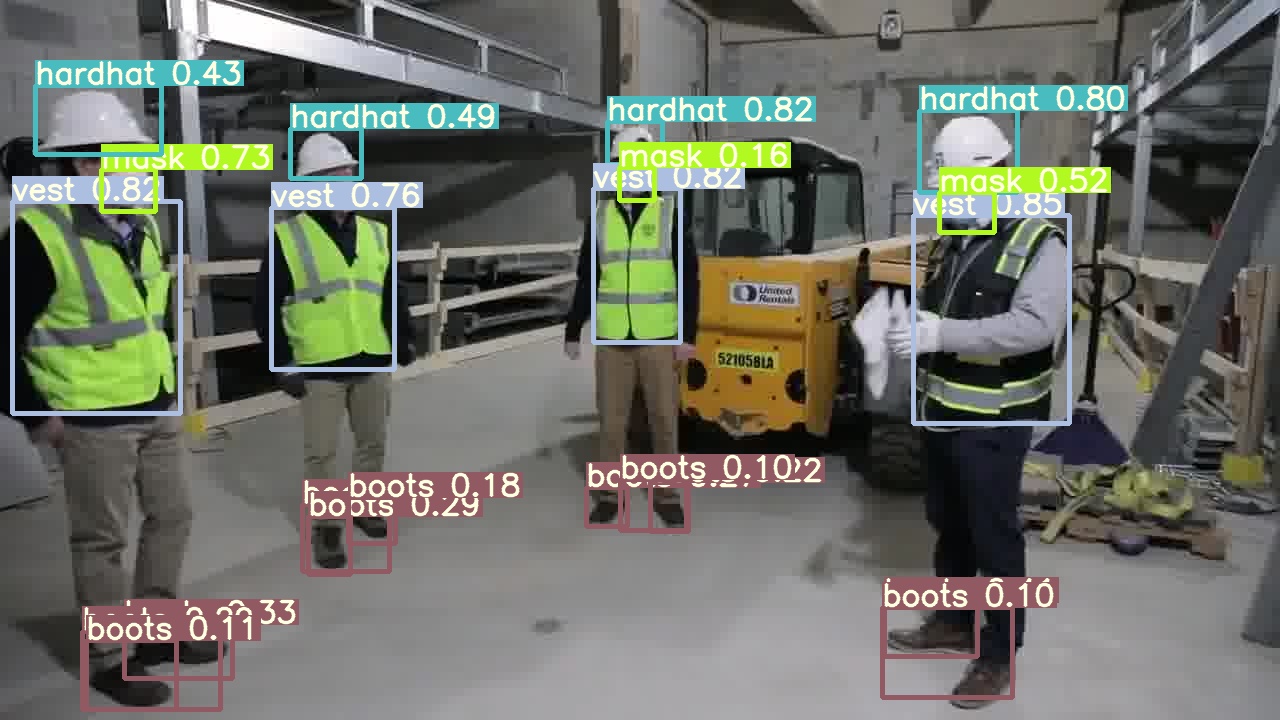 hardhat 0.43
hardhat 0.49
hardhat 0.82
hardhat 0.80
mask 0.73
mask 0.16
mask 0.52
vest 0.82
vest 0.76
vest 0.82
vest 0.85
United
Rentals
52105BLA
boots 0.18
boots 0.29
boots 0.10
boots 0.11
boots 0.10